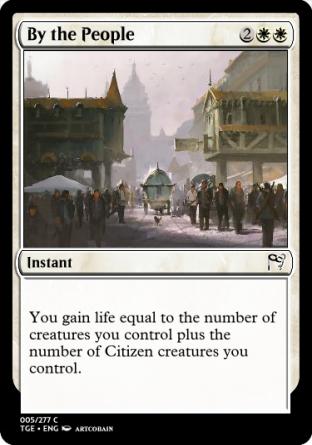 By the People 2
Instant
You gain life equal to the number of
creatures you control plus the
number of Citizen creatures you
control.
005/277 C
TGE • ENG ARTCOBAIN